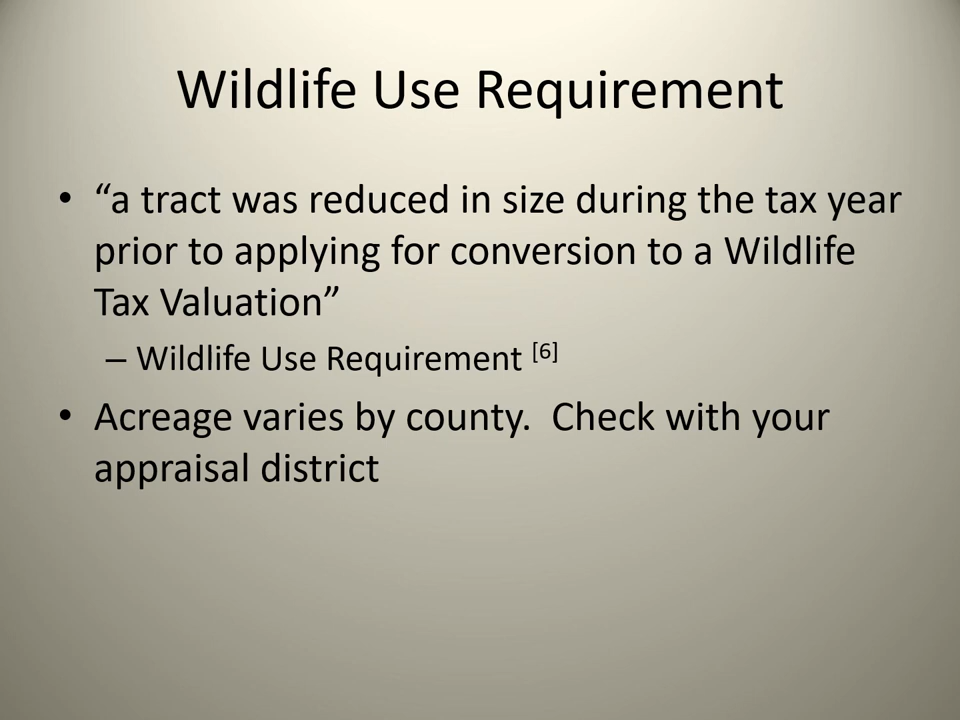 Wildlife Use Requirement
• “a tract was reduced in size during the tax year
prior to applying for conversion to a Wildlife
Tax Valuation”
– Wildlife Use Requirement [6]
• Acreage varies by county.  Check with your
appraisal district